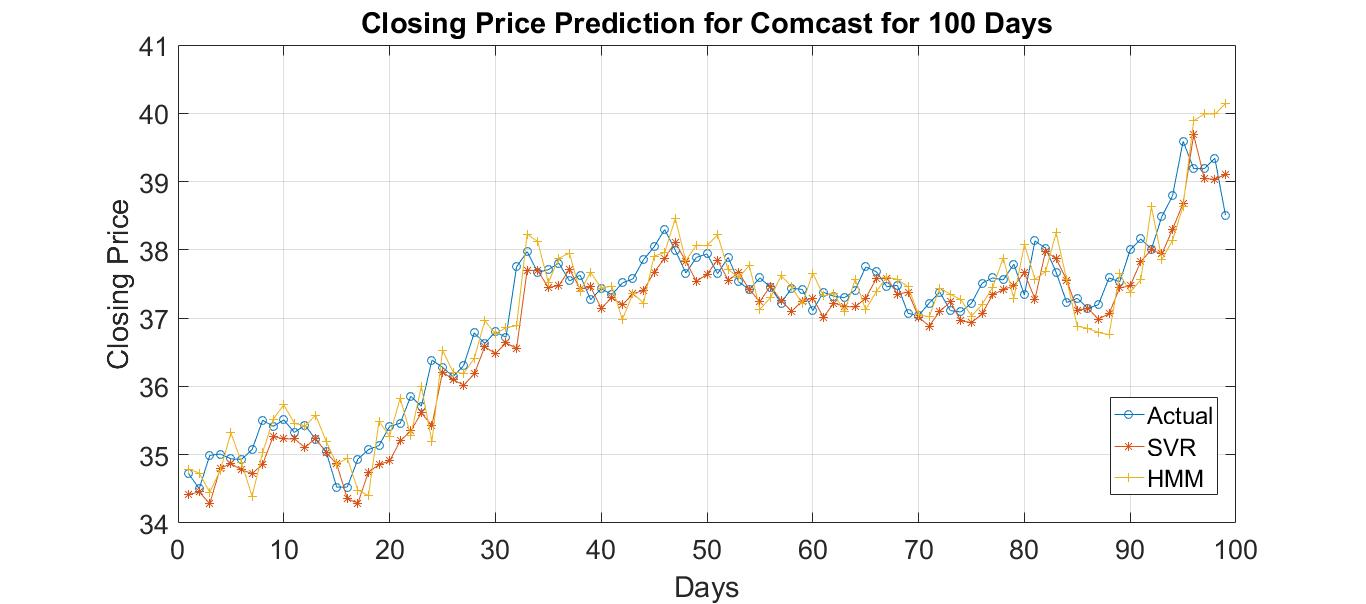 Closing Price Prediction for Comcast for 100 Days
41
40
39
38
37
36
35
34
Closing Price
Actual
SVR
HMM
0 10 20 30 40 50 60 70 80 90 100
Days